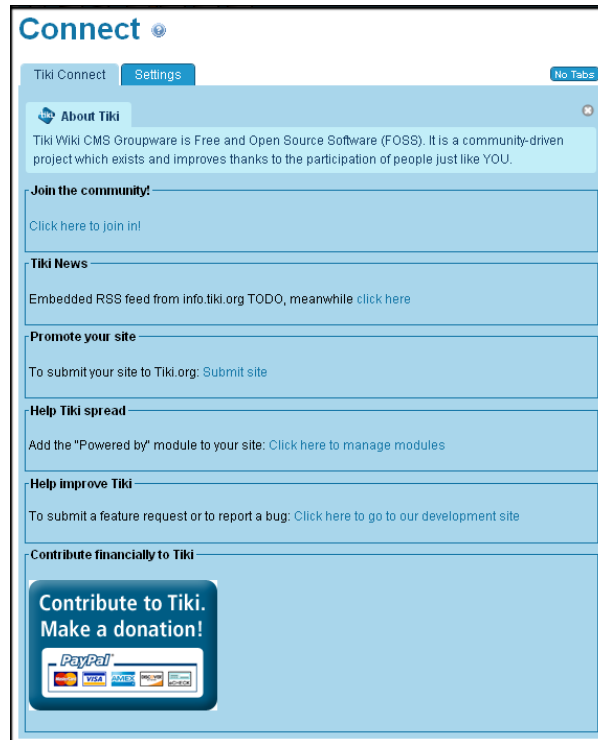 Connect
Tiki Connect
Settings
No Tabs
About Tiki
Tiki Wiki CMS Groupware is Free and Open Source Software (FOSS). It is a community-driven
project which exists and improves thanks to the participation of people just like YOU.
Join the community!
Click here to join in!
Tiki News
Embedded RSS feed from info.tiki.org TODO, meanwhile click here
Promote your site
To submit your site to Tiki.org: Submit site
Help Tiki spread
Add the "Powered by" module to your site: Click here to manage modules
Help improve Tiki
To submit a feature request or to report a bug: Click here to go to our development site
Contribute financially to Tiki
Contribute to Tiki.
Make a donation!
PayPal
VISA AMEX